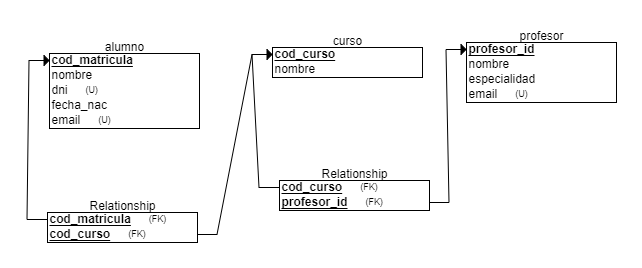 alumno
cod_matricula
nombre
dni (U)
fecha_nac
email (U)
curso
cod_curso
nombre
profesor
profesor_id
nombre
especialidad
email (U)
Relationship
cod_matricula (FK)
cod_curso (FK)
Relationship
cod_curso (FK)
profesor_id (FK)